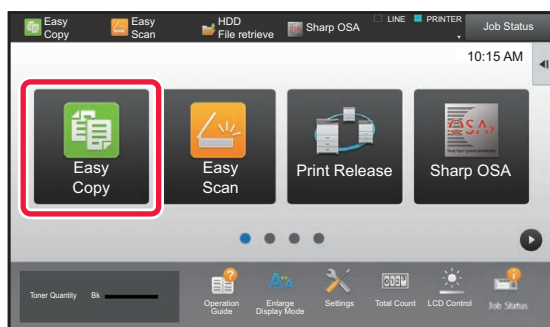 Easy
Copy
Easy
Scan
HDD
File retrieve
Sharp OSA
LINE
PRINTER
Job Status
10:15 AM
Easy
Copy
Easy
Scan
Print Release
Sharp OSA
Toner Quantity Bk
Operation
Guide
Enlarge
Display Mode
Settings
Total Count
LCD Control
Job Status